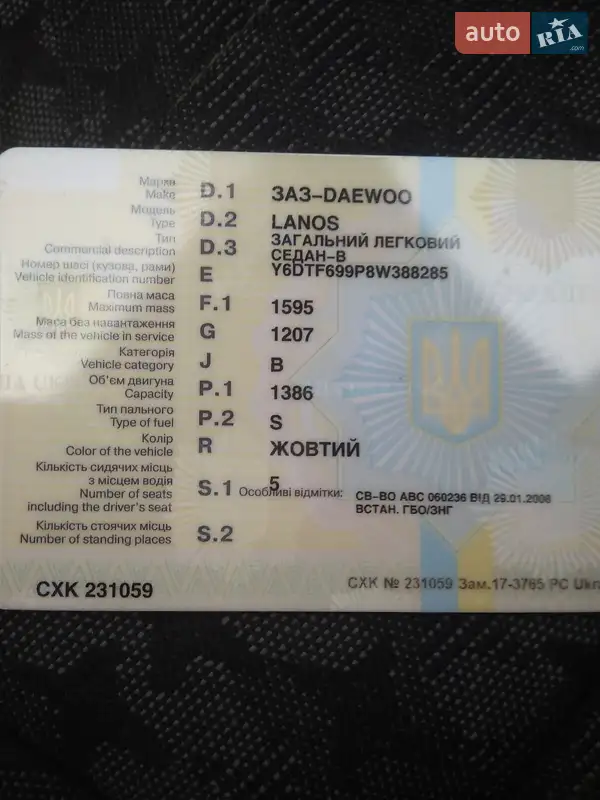 auto RIA .com
Марка
Make D.1 ЗАЗ-DAEWOO
Модель
Type D.2 LANOS
Тип
Commercial description D.3 ЗАГАЛЬНИЙ ЛЕГКОВИЙ
СЕДАН-В
Номер шасі (кузова, рами)
Vehicle identification number E Y6DTF699P8W388285
Повна маса
Maximum mass F.1 1595
Маса без навантаження
Mass of the vehicle in service G 1207
Категорія
Vehicle category J B
Об'єм двигуна
Capacity P.1 1386
Тип пального
Type of fuel P.2 S
Колір
Color of the vehicle R ЖОВТИЙ
Кількість сидячих місць
з місцем водія
Number of seats
including the driver's seat S.1 5
Особливі відмітки: СВ-ВО АВС 060236 ВІД 29.01.2008
ВСТАН. ГБО/ЗНГ
Кількість стоячих місць
Number of standing places S.2
СХК 231059
СХК № 231059 Зам.17-3765 РС Ukra